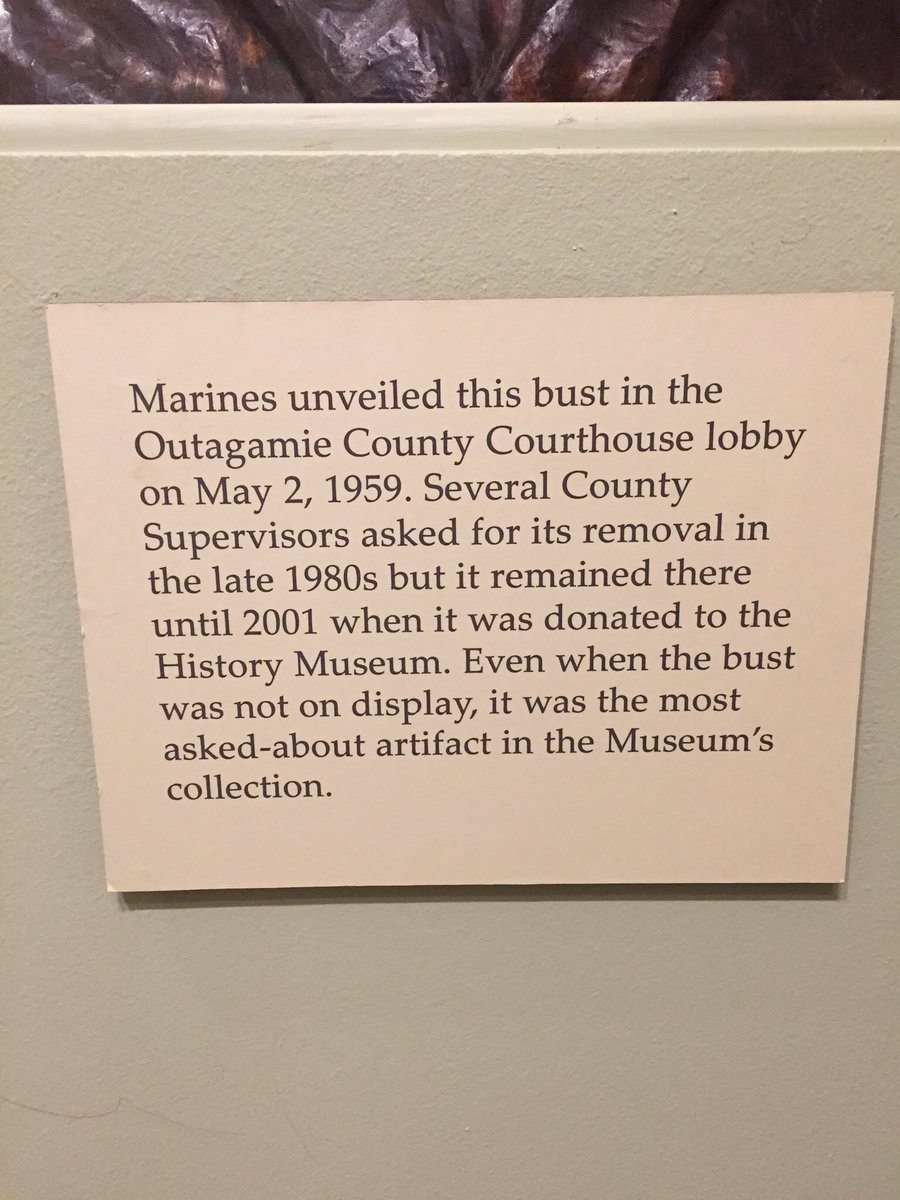 Marines unveiled this bust in the
Outagamie County Courthouse lobby
on May 2, 1959. Several County
Supervisors asked for its removal in
the late 1980s but it remained there
until 2001 when it was donated to the
History Museum. Even when the bust
was not on display, it was the most
asked-about artifact in the Museum's
collection.